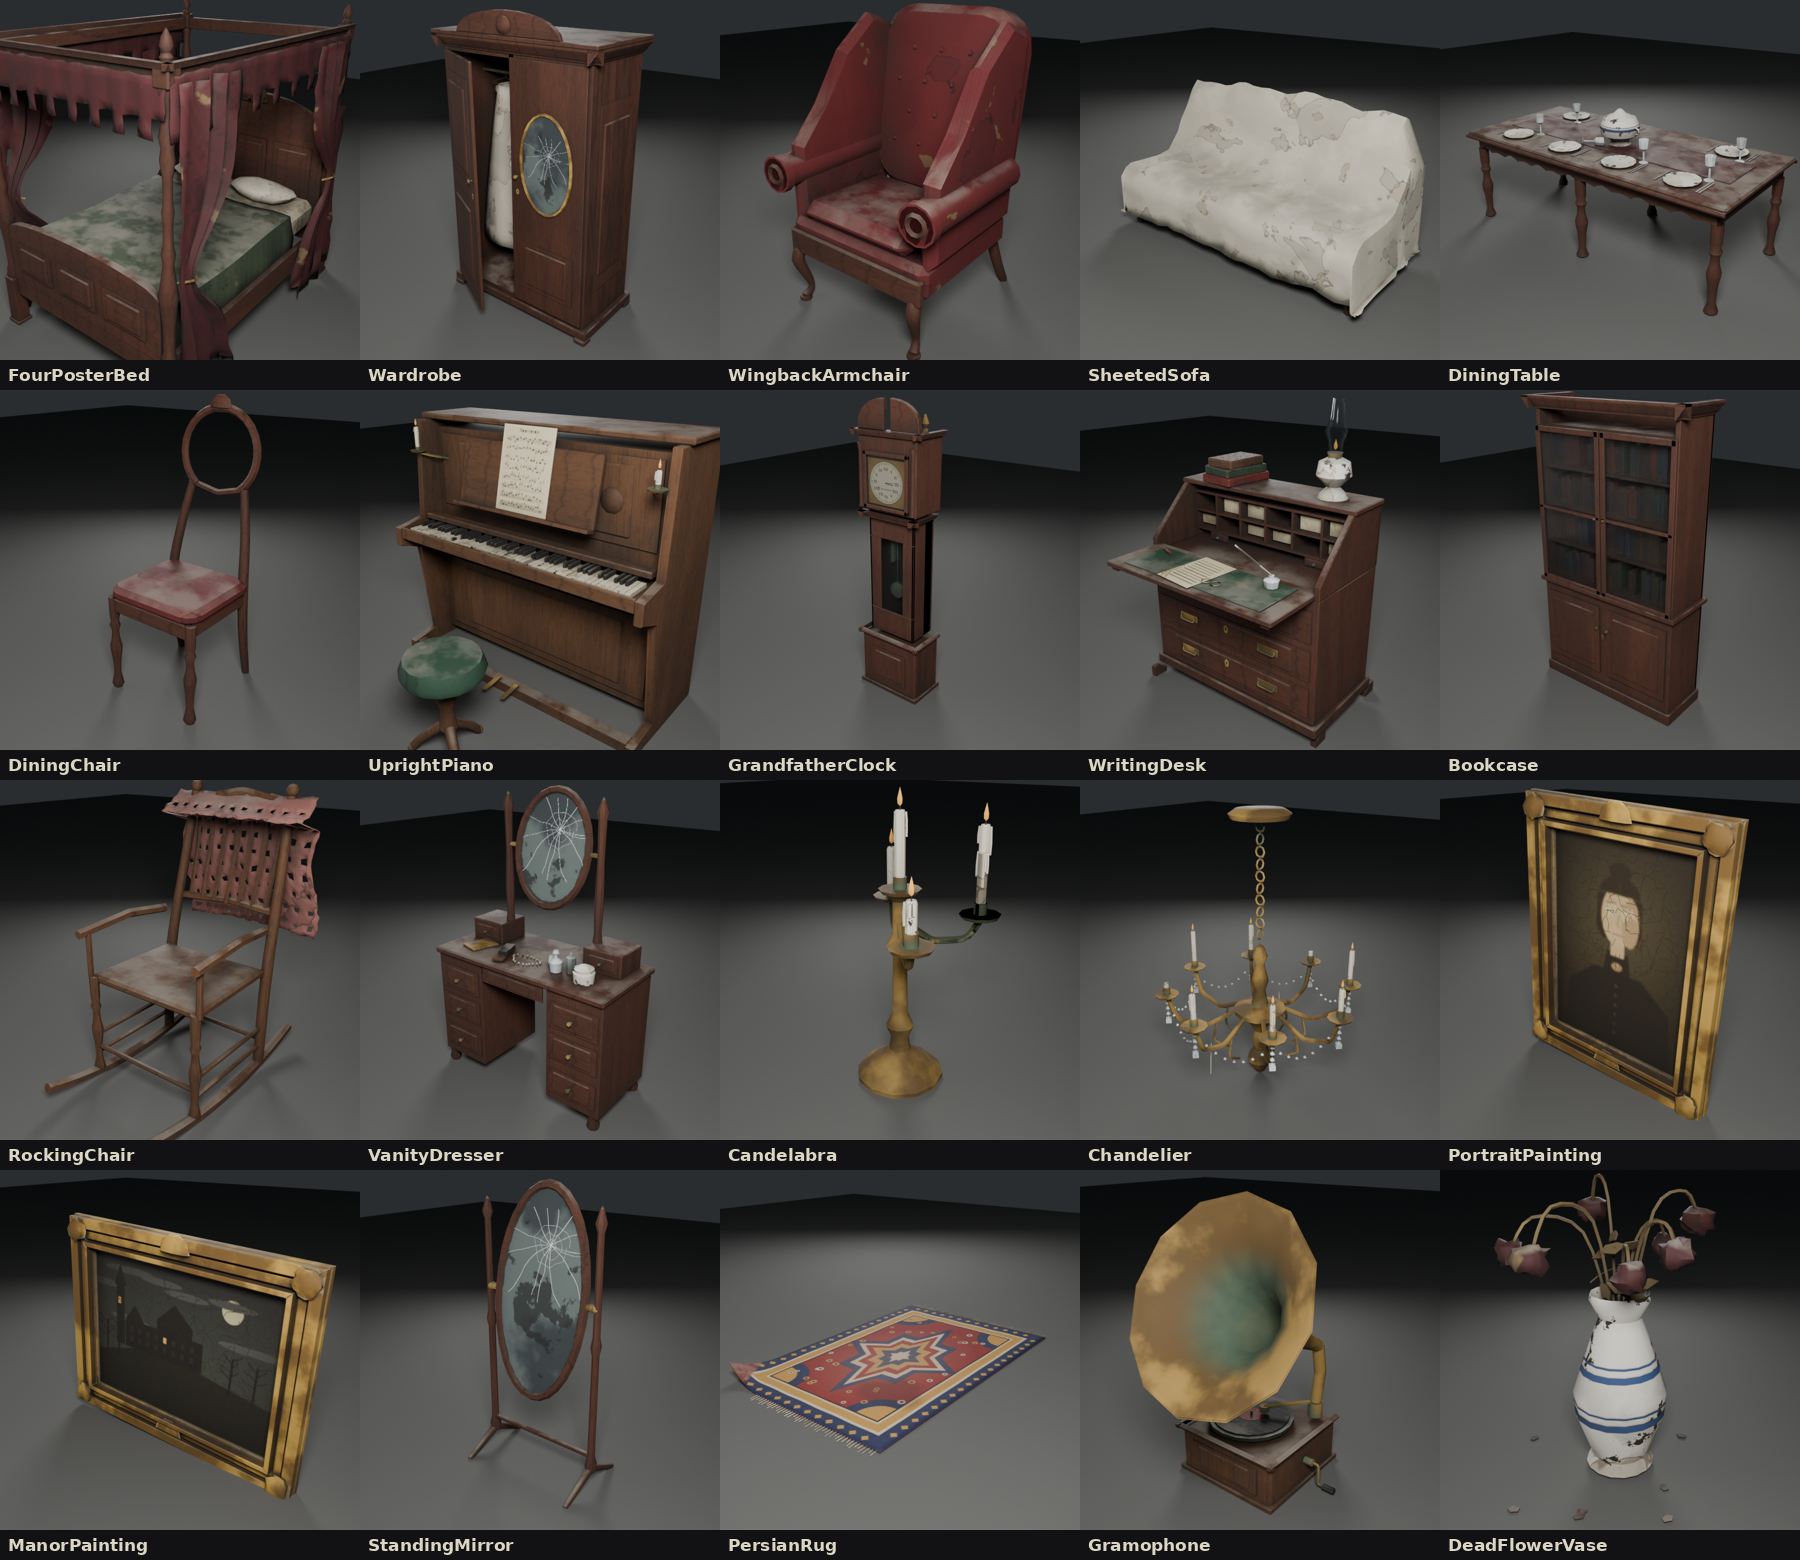 FourPosterBed
Wardrobe
WingbackArmchair
SheetedSofa
DiningTable
DiningChair
UprightPiano
GrandfatherClock
WritingDesk
Bookcase
RockingChair
VanityDresser
Candelabra
Chandelier
PortraitPainting
ManorPainting
StandingMirror
PersianRug
Gramophone
DeadFlowerVase